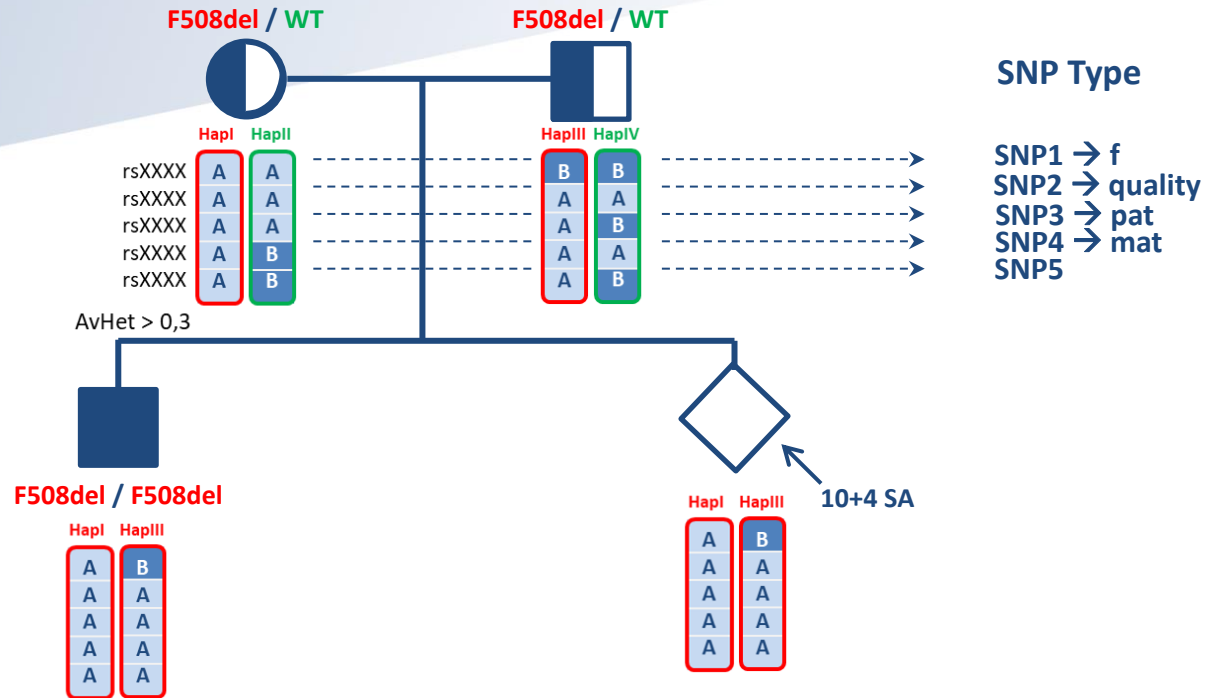 F508del / WT F508del / WT
SNP Type
HapI HapII HapIII HapIV
rsXXXX A A B B SNP1 → f
rsXXXX A A A A SNP2 → quality
rsXXXX A A A B SNP3 → pat
rsXXXX A B A A SNP4 → mat
rsXXXX A B A B SNP5
AvHet > 0,3
F508del / F508del
10+4 SA
HapI HapIII
A B
A A
A A
A A
A A
HapI HapIII
A B
A A
A A
A A
A A